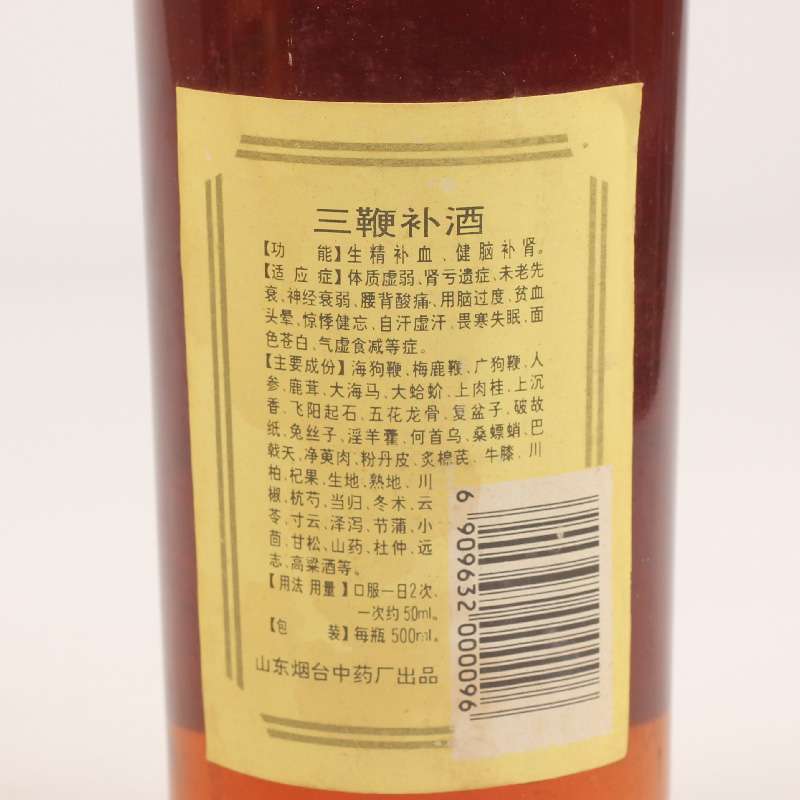 三鞭补酒
【功 能】生精补血、健脑补肾。
【适应症】体质虚弱、肾亏遗症、未老先
衰、神经衰弱、腰背酸痛、用脑过度、贫血
头晕、惊悸健忘、自汗虚汗、畏寒失眠、面
色苍白、气虚食减等症。
【主要成份】海狗鞭、梅鹿鞭、广狗鞭、人
参、鹿茸、大海马、大蛤蚧、上肉桂、上沉
香、飞阳起石、五花龙骨、复盆子、破故
纸、兔丝子、淫羊藿、何首乌、桑螵蛸、巴
戟天、净萸肉、粉丹皮、炙棉芪、牛膝、川
柏、杞果、生地、熟地、川
椒、杭芍、当归、冬术、云
苓、寸云、泽泻、节蒲、小
茴、甘松、山药、杜仲、远
志、高粱酒等。
【用法用量】口服一日2次、
一次约50ml。
【包 装】每瓶500ml。
山东烟台中药厂出品
6 909632 000096